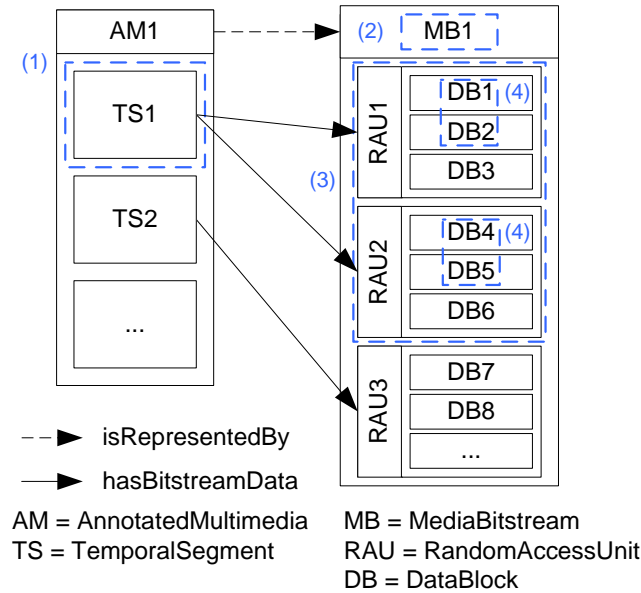 AM1
(1)
TS1
TS2
...
(2) MB1
RAU1
DB1 (4)
DB2
DB3
(3)
RAU2
DB4 (4)
DB5
DB6
RAU3
DB7
DB8
...
isRepresentedBy
hasBitstreamData
AM = AnnotatedMultimedia
TS = TemporalSegment
MB = MediaBitstream
RAU = RandomAccessUnit
DB = DataBlock